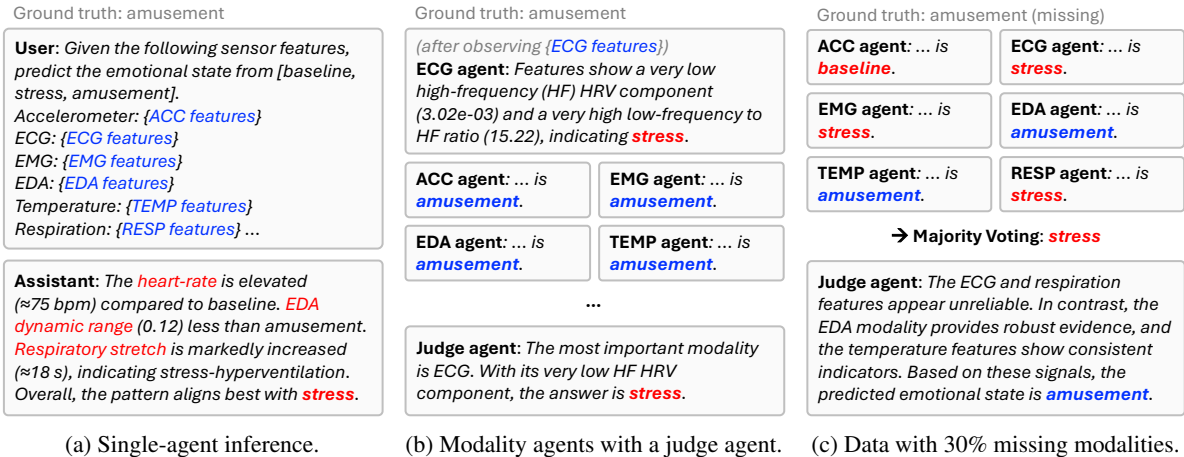 Ground truth: amusement
User: Given the following sensor features,
predict the emotional state from [baseline,
stress, amusement].
Accelerometer: {ACC features}
ECG: {ECG features}
EMG: {EMG features}
EDA: {EDA features}
Temperature: {TEMP features}
Respiration: {RESP features} ...
Assistant: The heart-rate is elevated
(≈75 bpm) compared to baseline. EDA
dynamic range (0.12) less than amusement.
Respiratory stretch is markedly increased
(≈18 s), indicating stress-hyperventilation.
Overall, the pattern aligns best with stress.
(a) Single-agent inference.
Ground truth: amusement
(after observing {ECG features})
ECG agent: Features show a very low
high-frequency (HF) HRV component
(3.02e-03) and a very high low-frequency to
HF ratio (15.22), indicating stress.
ACC agent: ... is
amusement.
EMG agent: ... is
amusement.
EDA agent: ... is
amusement.
TEMP agent: ... is
amusement.
...
Judge agent: The most important modality
is ECG. With its very low HF HRV
component, the answer is stress.
(b) Modality agents with a judge agent.
Ground truth: amusement (missing)
ACC agent: ... is
baseline.
ECG agent: ... is
stress.
EMG agent: ... is
stress.
EDA agent: ... is
amusement.
TEMP agent: ... is
amusement.
RESP agent: ... is
stress.
→ Majority Voting: stress
Judge agent: The ECG and respiration
features appear unreliable. In contrast, the
EDA modality provides robust evidence, and
the temperature features show consistent
indicators. Based on these signals, the
predicted emotional state is amusement.
(c) Data with 30% missing modalities.